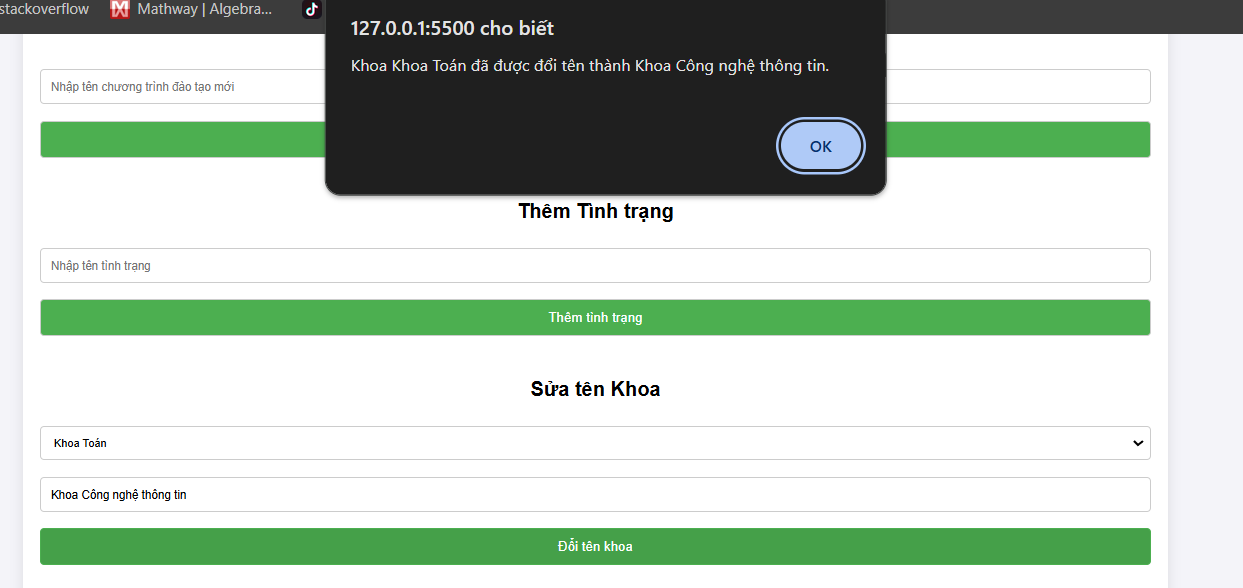 stackoverflow
Mathway | Algebra...
127.0.0.1:5500 cho biết
Khoa Khoa Toán đã được đổi tên thành Khoa Công nghệ thông tin.
OK
Nhập tên chương trình đào tạo mới
Thêm Tình trạng
Nhập tên tình trạng
Thêm tình trạng
Sửa tên Khoa
Khoa Toán
Khoa Công nghệ thông tin
Đổi tên khoa